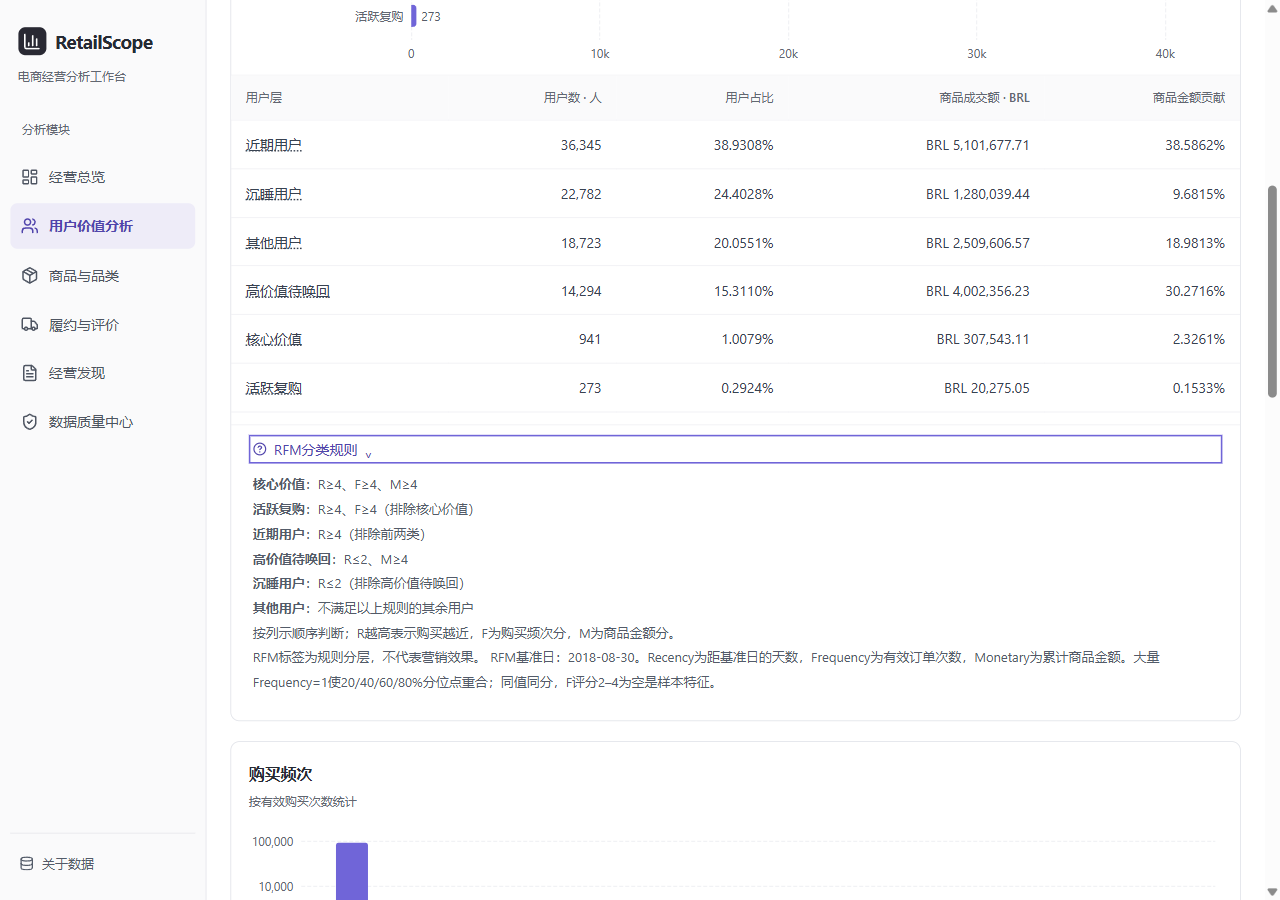 RetailScope
电商经营分析工作台
分析模块
经营总览
用户价值分析
商品与品类
履约与评价
经营发现
数据质量中心
关于数据
活跃复购 273
0 10k 20k 30k 40k
用户层 用户数 · 人 用户占比 商品成交额 · BRL 商品金额贡献
近期用户 36,345 38.9308% BRL 5,101,677.71 38.5862%
沉睡用户 22,782 24.4028% BRL 1,280,039.44 9.6815%
其他用户 18,723 20.0551% BRL 2,509,606.57 18.9813%
高价值待唤回 14,294 15.3110% BRL 4,002,356.23 30.2716%
核心价值 941 1.0079% BRL 307,543.11 2.3261%
活跃复购 273 0.2924% BRL 20,275.05 0.1533%
RFM分类规则
核心价值：R≥4、F≥4、M≥4
活跃复购：R≥4、F≥4（排除核心价值）
近期用户：R≥4（排除前两类）
高价值待唤回：R≤2、M≥4
沉睡用户：R≤2（排除高价值待唤回）
其他用户：不满足以上规则的其余用户
按列示顺序判断；R越高表示购买越近，F为购买频次分，M为商品金额分。
RFM标签为规则分层，不代表营销效果。 RFM基准日：2018-08-30。Recency为距基准日的天数，Frequency为有效订单次数，Monetary为累计商品金额。大量
Frequency=1使20/40/60/80%分位点重合；同值同分，F评分2–4为空是样本特征。
购买频次
按有效购买次数统计
100,000
10,000